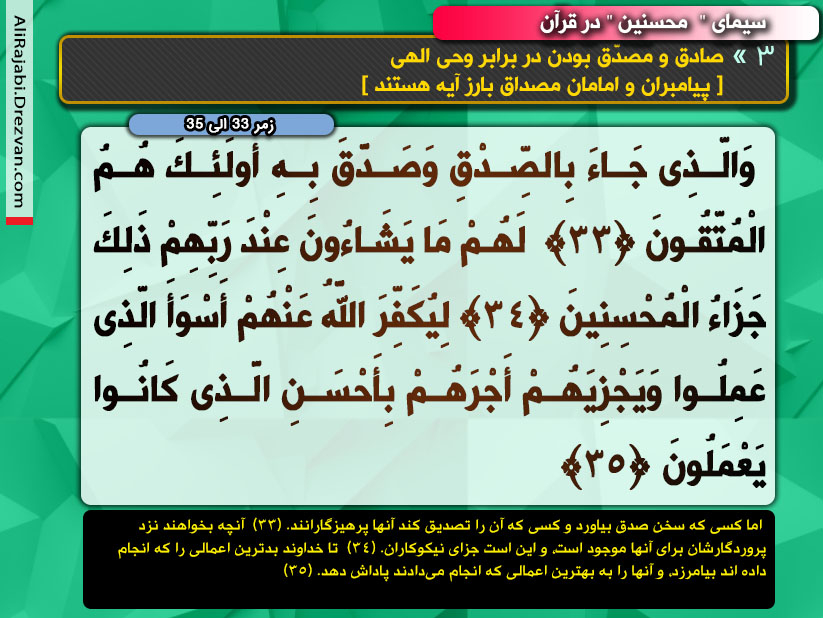 سیمای " محسنین " در قرآن
۳ » صادق و مصدّق بودن در برابر وحی الهی
[ پیامبران و امامان مصداق بارز آیه هستند ]
زمر 33 الی 35
وَالَّذِی جَاءَ بِالصِّدْقِ وَصَدَّقَ بِهِ أُولَئِكَ هُمُ
الْمُتَّقُونَ ﴿٣٣﴾ لَهُمْ مَا يَشَاءُونَ عِنْدَ رَبِّهِمْ ذَلِكَ
جَزَاءُ الْمُحْسِنِينَ ﴿٣٤﴾ لِيُكَفِّرَ اللَّهُ عَنْهُمْ أَسْوَأَ الَّذِی
عَمِلُوا وَيَجْزِيَهُمْ أَجْرَهُمْ بِأَحْسَنِ الَّذِی كَانُوا
يَعْمَلُونَ ﴿٣٥﴾
اما کسی که سخن صدق بیاورد و کسی که آن را تصدیق کند آنها پرهیزگارانند. (۳۳) آنچه بخواهند نزد
پروردگارشان برای آنها موجود است، و این است جزای نیکوکاران. (۳۴) تا خداوند بدترین اعمالی را که انجام
داده اند بیامرزد، و آنها را به بهترین اعمالی که انجام می‌دادند پاداش دهد. (۳۵)
AliRajabi.Drezvan.com